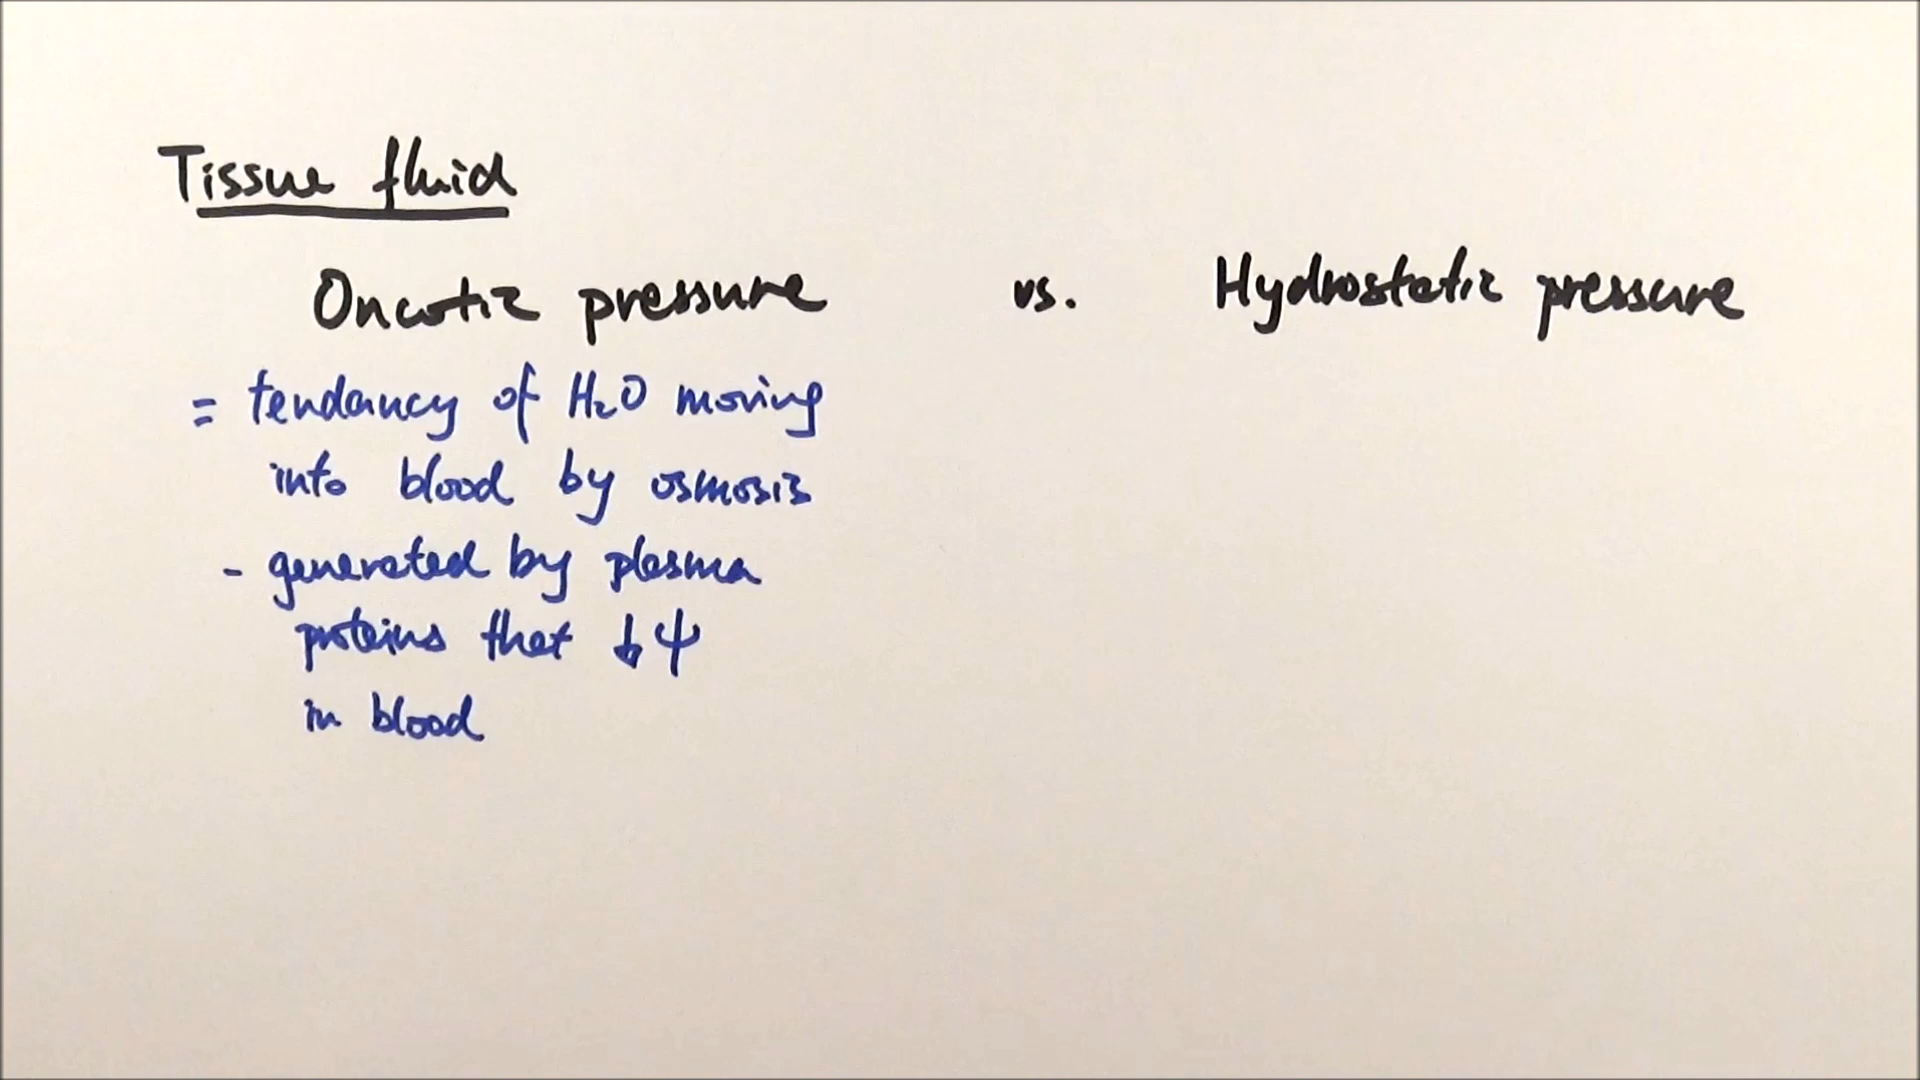 Tissue fluid
Oncotic pressure vs. Hydrostatic pressure
= tendancy of H₂O moving
into blood by osmosis
- generated by plasma
proteins that ↓ ψ
in blood